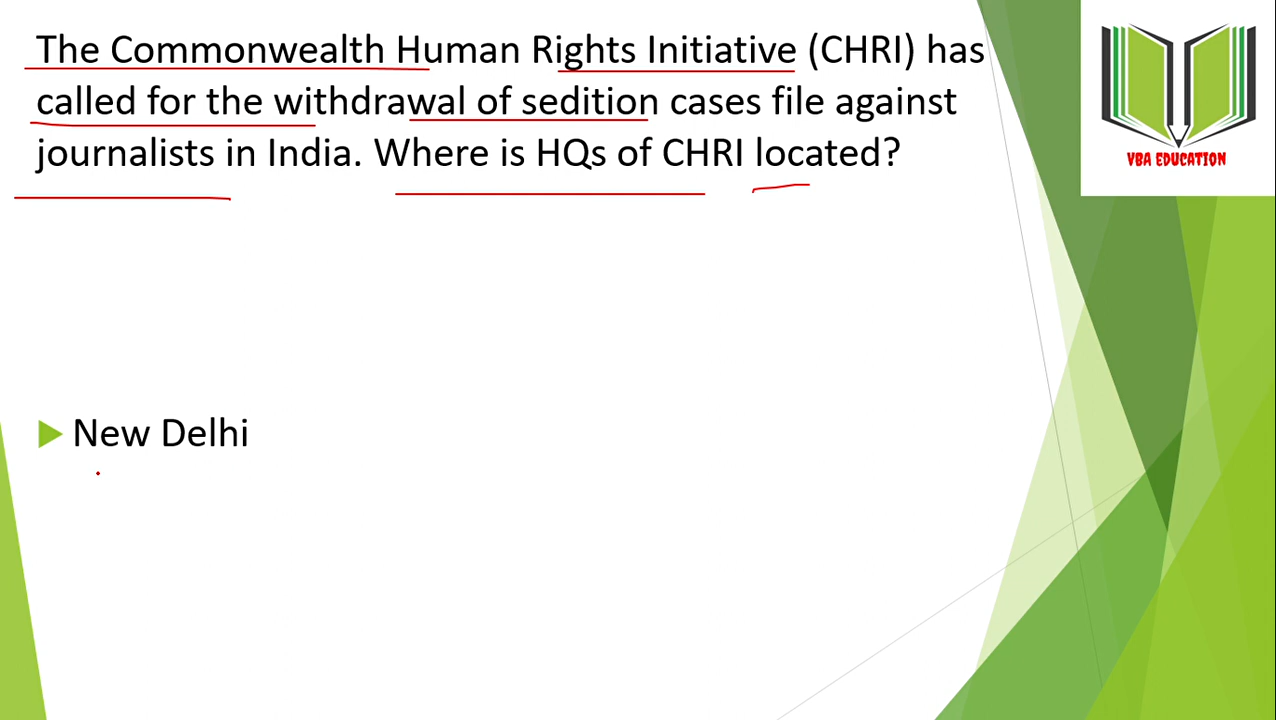 The Commonwealth Human Rights Initiative (CHRI) has
called for the withdrawal of sedition cases file against
journalists in India. Where is HQs of CHRI located?
VBA EDUCATION
New Delhi